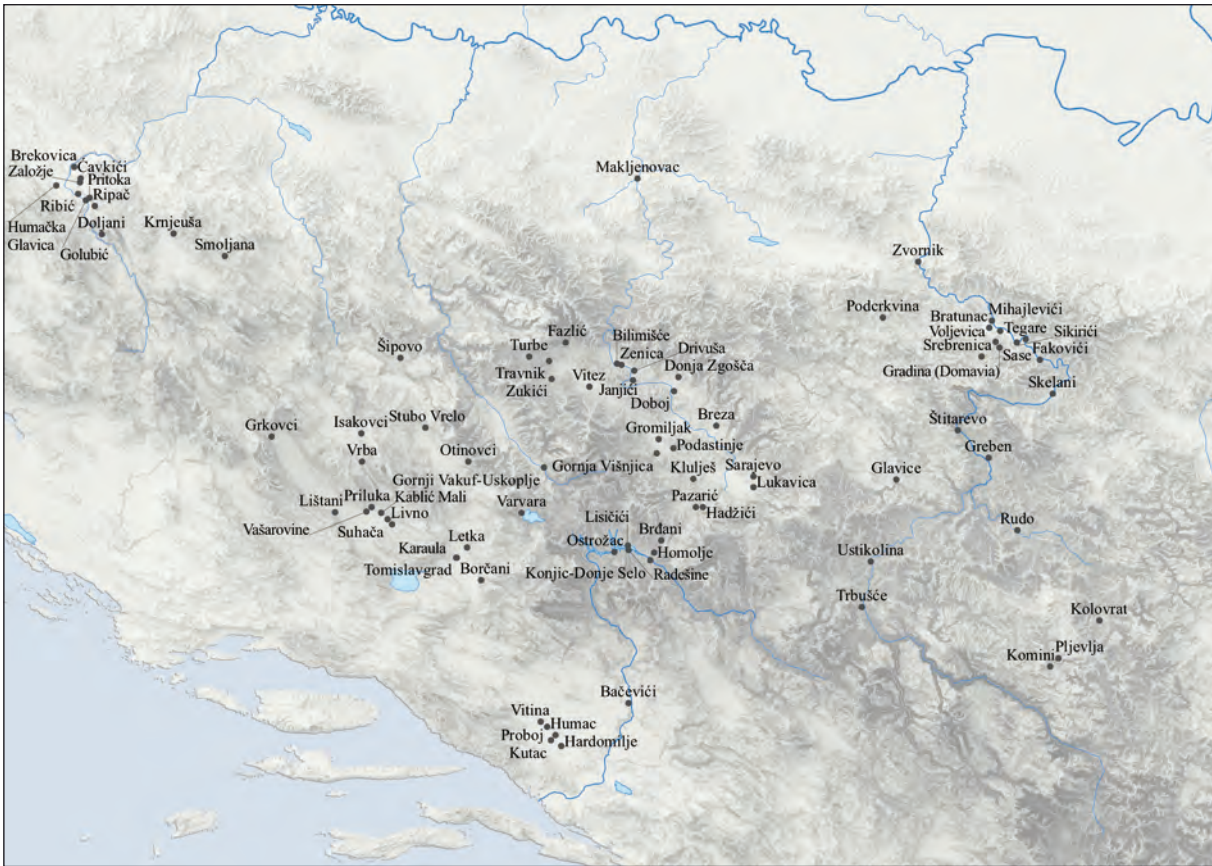 Brekovica
Čavkići
Založje
Pritoka
Ripač
Ribić
Humačka
Glavica
Doljani
Golubić
Krnjeuša
Smoljana
Makljenovac
Zvornik
Podcrkvina
Mihajlevići
Bratunac
Voljevica
Tegare
Sikirići
Srebrenica
Sase
Fakovići
Gradina (Domavia)
Skelani
Fazlić
Turbe
Bilimišće
Zenica
Drivuša
Šipovo
Travnik
Zukići
Vitez
Janjići
Donja Zgošća
Doboj
Breza
Štitarevo
Greben
Grkovci
Isakovci
Stubo Vrelo
Gromiljak
Podastinje
Vrba
Otinovci
Gornja Višnjica
Klulješ
Sarajevo
Lukavica
Glavice
Gornji Vakuf-Uskoplje
Priluka
Kablić Mali
Lištani
Livno
Varvara
Pazarić
Hadžići
Vašarovine
Suhača
Lisičići
Brđani
Rudo
Letka
Ostrožac
Homolje
Karaula
Ustikolina
Tomislavgrad
Borčani
Konjic-Donje Selo
Radešine
Trbušće
Kolovrat
Pljevlja
Komini
Bačevići
Vitina
Humac
Proboj
Hardomilje
Kutac